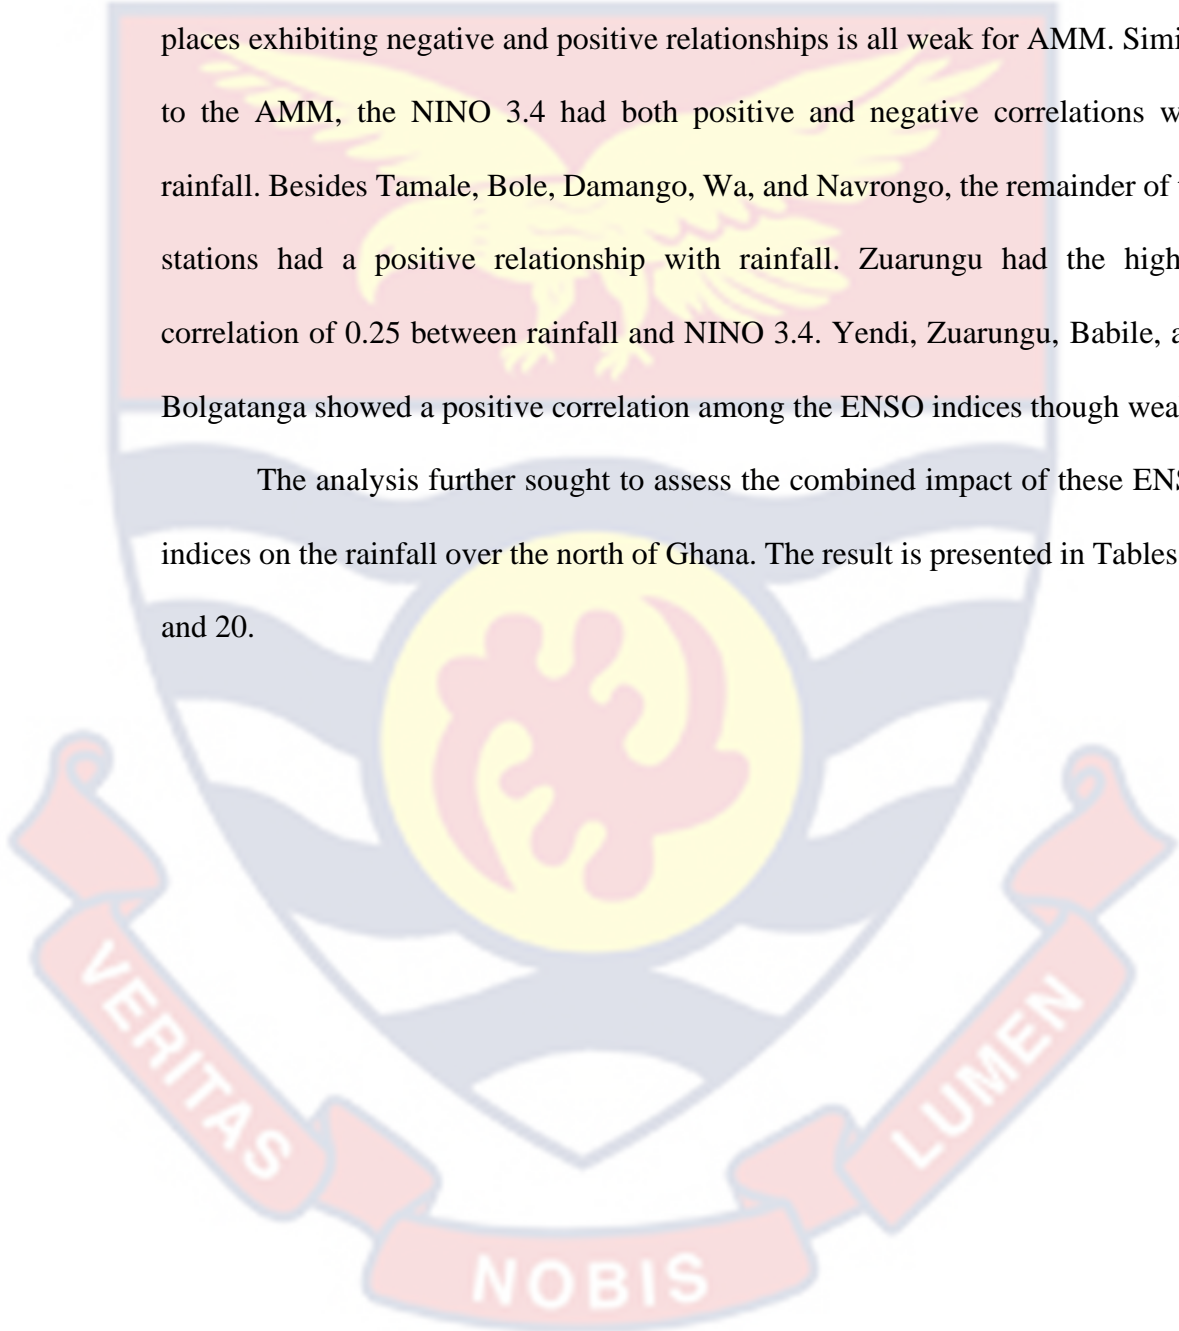 places exhibiting negative and positive relationships is all weak for AMM. Simi
to the AMM, the NINO 3.4 had both positive and negative correlations w
rainfall. Besides Tamale, Bole, Damango, Wa, and Navrongo, the remainder of
stations had a positive relationship with rainfall. Zuarungu had the high
correlation of 0.25 between rainfall and NINO 3.4. Yendi, Zuarungu, Babile, a
Bolgatanga showed a positive correlation among the ENSO indices though wea
The analysis further sought to assess the combined impact of these ENS
indices on the rainfall over the north of Ghana. The result is presented in Tables
and 20.
VERITAS
NOBIS
LUMEN